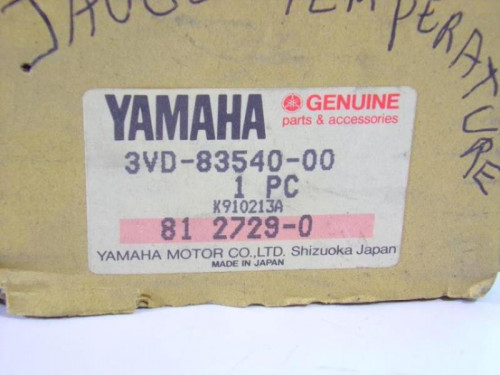 JAUGE TEMPERATURE
YAMAHA
GENUINE
parts & accessories
3VD-83540-00
1 PC
K910213A
81 2729-0
YAMAHA MOTOR CO.,LTD. Shizuoka Japan
MADE IN JAPAN